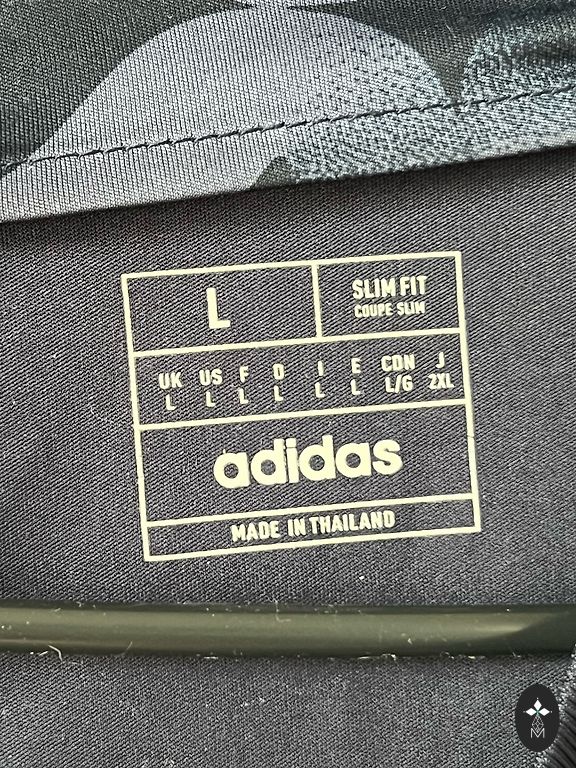 L
SLIM FIT
COUPE SLIM
UK US F D I E CDN J
L L L L L L L/G 2XL
adidas
MADE IN THAILAND
M